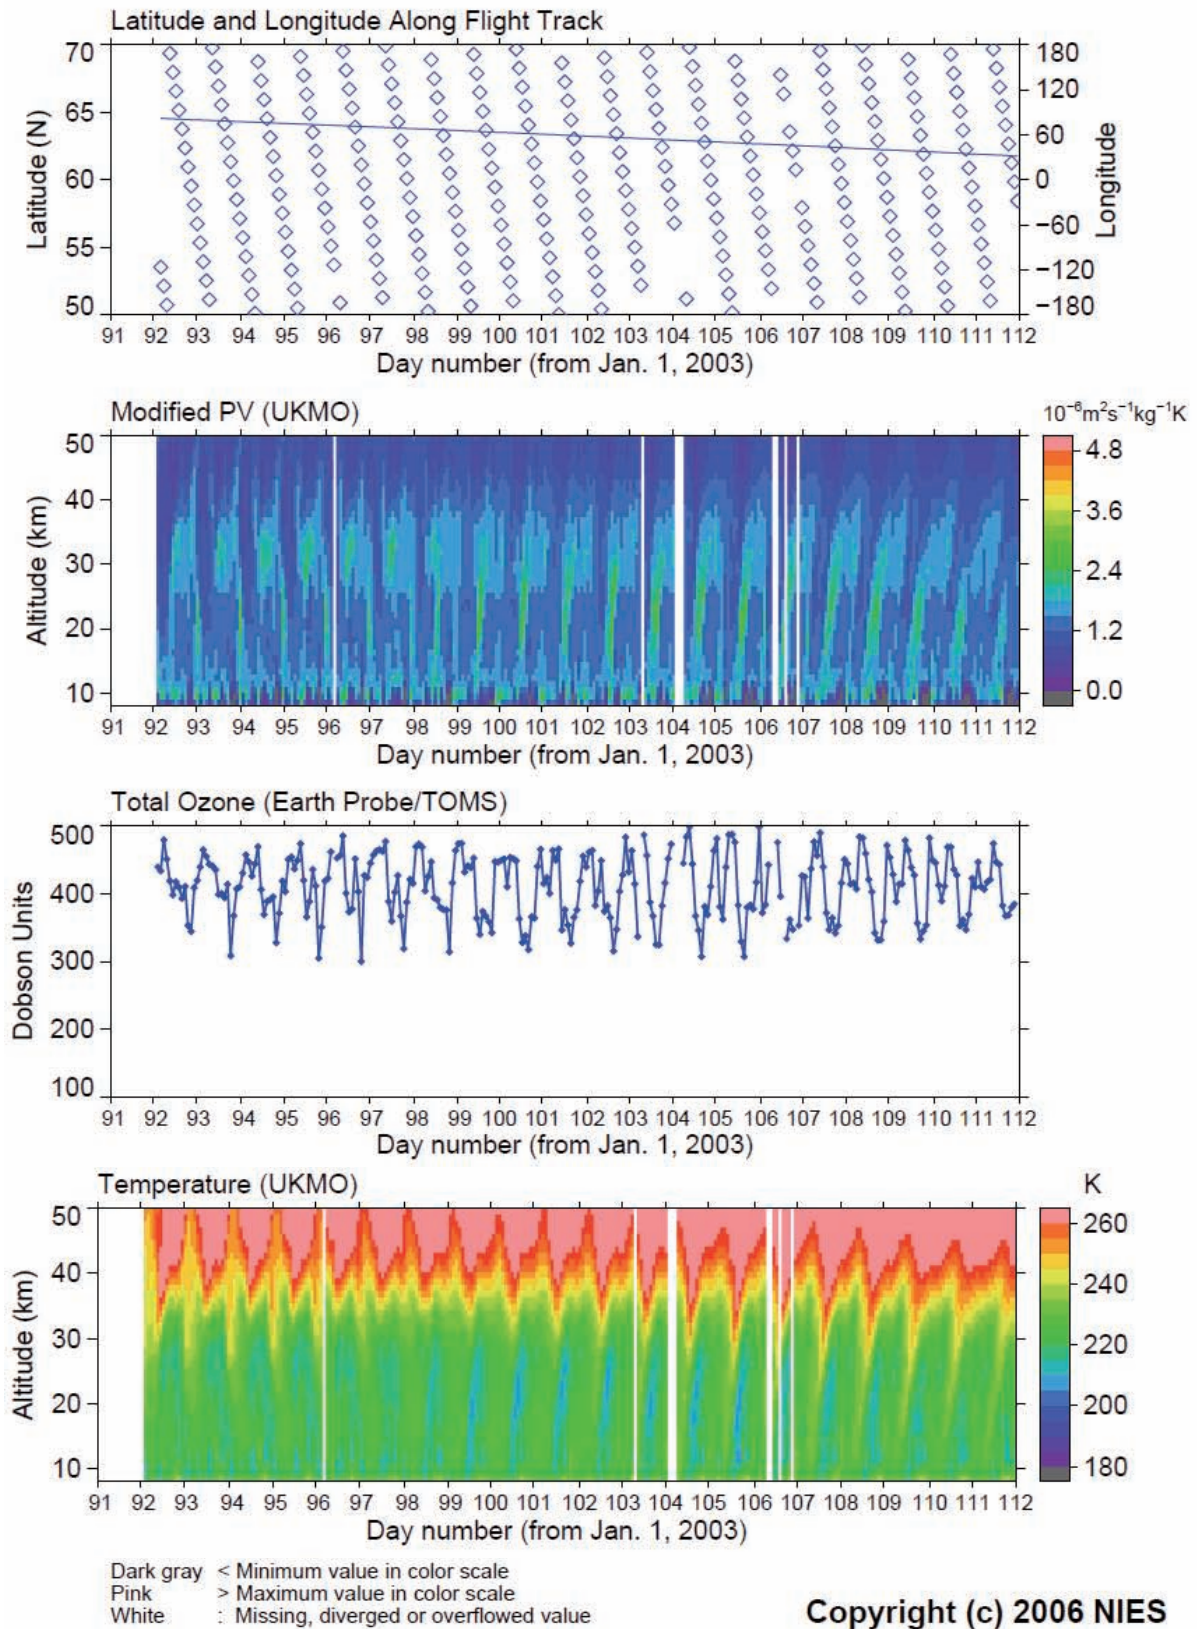 Latitude and Longitude Along Flight Track
70
65
60
55
50
Latitude (N)
180
120
60
0
−60
−120
−180
Longitude
91 92 93 94 95 96 97 98 99 100 101 102 103 104 105 106 107 108 109 110 111 112
Day number (from Jan. 1, 2003)
Modified PV (UKMO)
10⁻⁶m²s⁻¹kg⁻¹K
50
40
30
20
10
Altitude (km)
4.8
3.6
2.4
1.2
0.0
91 92 93 94 95 96 97 98 99 100 101 102 103 104 105 106 107 108 109 110 111 112
Day number (from Jan. 1, 2003)
Total Ozone (Earth Probe/TOMS)
500
400
300
200
100
Dobson Units
91 92 93 94 95 96 97 98 99 100 101 102 103 104 105 106 107 108 109 110 111 112
Day number (from Jan. 1, 2003)
Temperature (UKMO)
K
50
40
30
20
10
Altitude (km)
260
240
220
200
180
91 92 93 94 95 96 97 98 99 100 101 102 103 104 105 106 107 108 109 110 111 112
Day number (from Jan. 1, 2003)
Dark gray < Minimum value in color scale
Pink > Maximum value in color scale
White : Missing, diverged or overflowed value
Copyright (c) 2006 NIES